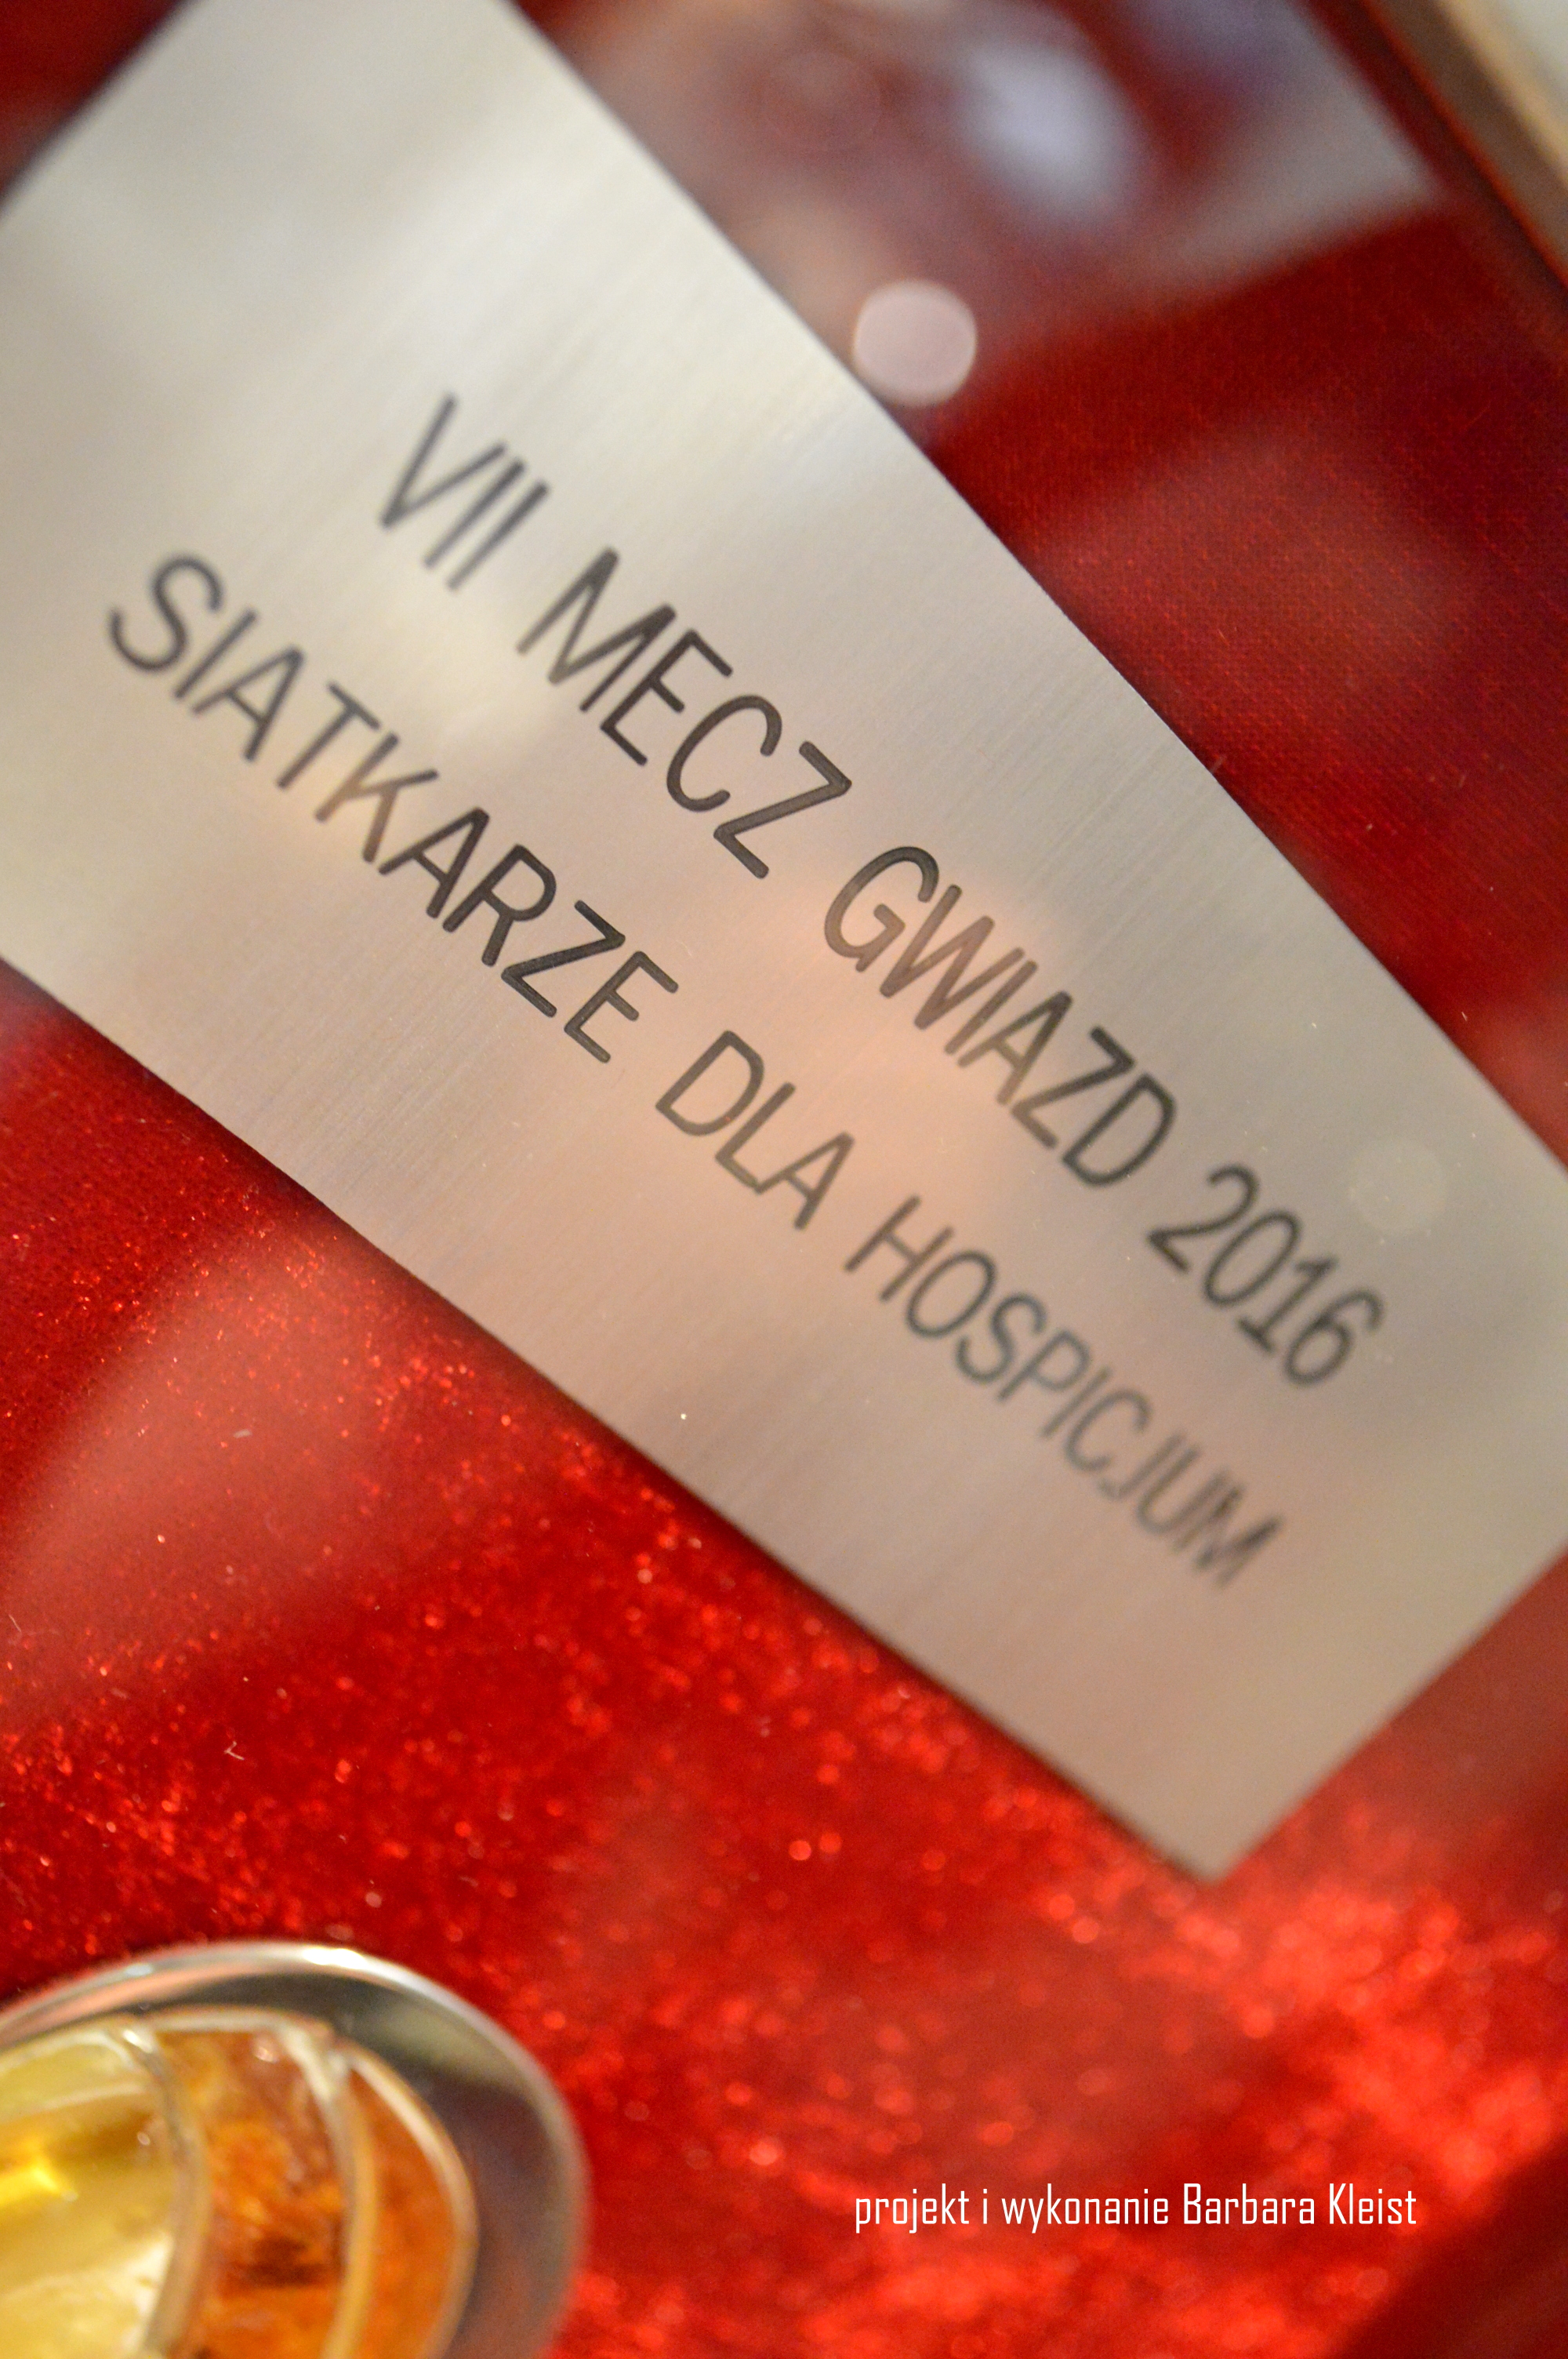 VII MECZ GWIAZD 2016
SIATKARZE DLA HOSPICJUM
projekt i wykonanie Barbara Kleist